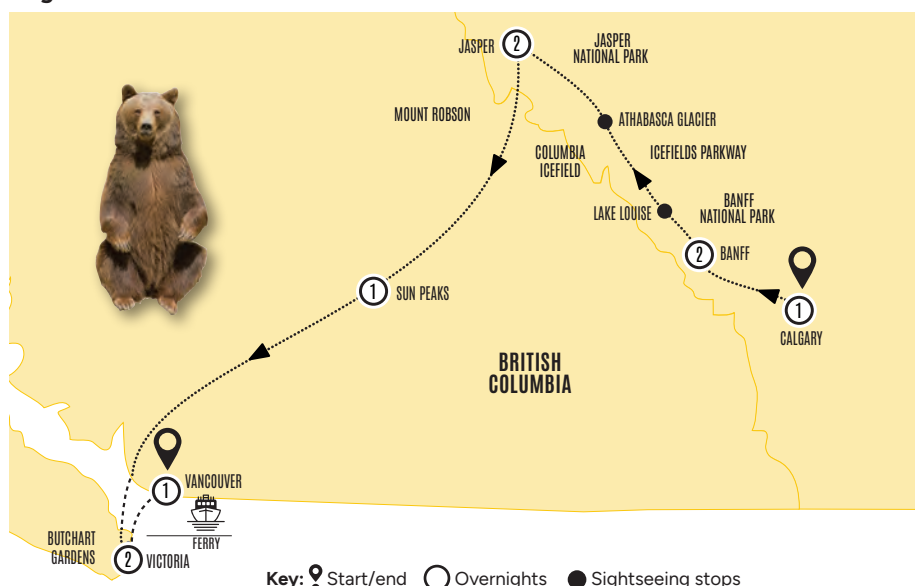 JASPER
2
JASPER
NATIONAL PARK
MOUNT ROBSON
ATHABASCA GLACIER
COLUMBIA
ICEFIELD
ICEFIELDS PARKWAY
LAKE LOUISE
BANFF
NATIONAL PARK
2
BANFF
1
SUN PEAKS
1
CALGARY
BRITISH
COLUMBIA
1
VANCOUVER
FERRY
BUTCHART
GARDENS
2
VICTORIA
Key: Start/end Overnights Sightseeing stops